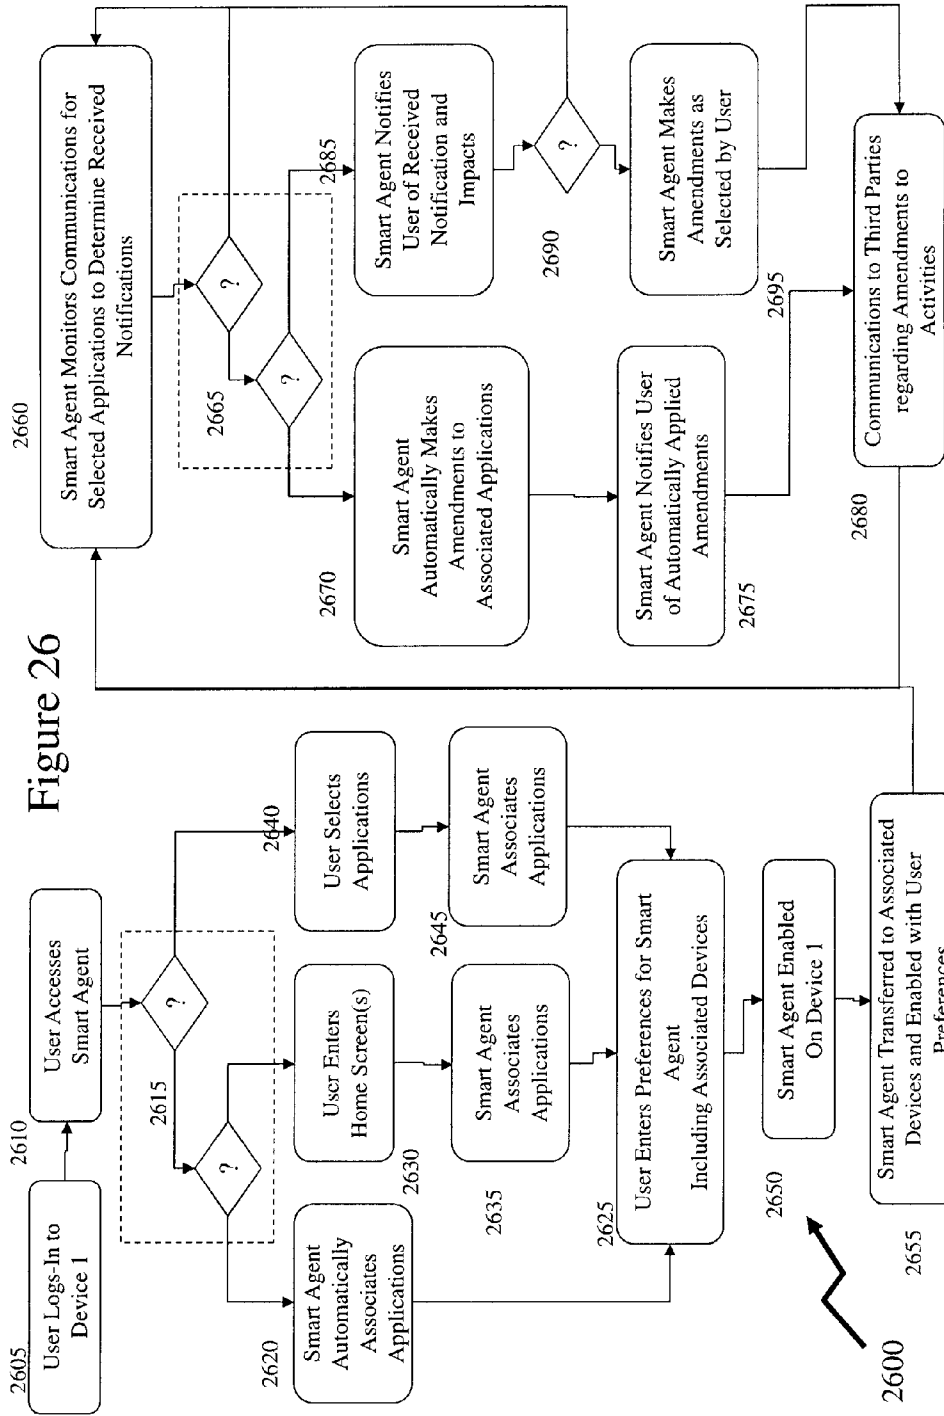 Figure 26
2605
User Logs-In to
Device 1
2610
User Accesses
Smart Agent
2615
?
?
2620
Smart Agent
Automatically
Associates
Applications
2630
User Enters
Home Screen(s)
2635
Smart Agent
Associates
Applications
2640
User Selects
Applications
2645
Smart Agent
Associates
Applications
2625
User Enters Preferences for Smart
Agent
Including Associated Devices
2650
Smart Agent Enabled
On Device 1
2655
Smart Agent Transferred to Associated
Devices and Enabled with User
Preferences
2600
2660
Smart Agent Monitors Communications for
Selected Applications to Determine Received
Notifications
2665
?
?
2670
Smart Agent
Automatically Makes
Amendments to
Associated Applications
2675
Smart Agent Notifies User
of Automatically Applied
Amendments
2685
Smart Agent Notifies
User of Received
Notification and
Impacts
2690
?
2695
Smart Agent Makes
Amendments as
Selected by User
2680
Communications to Third Parties
regarding Amendments to
Activities